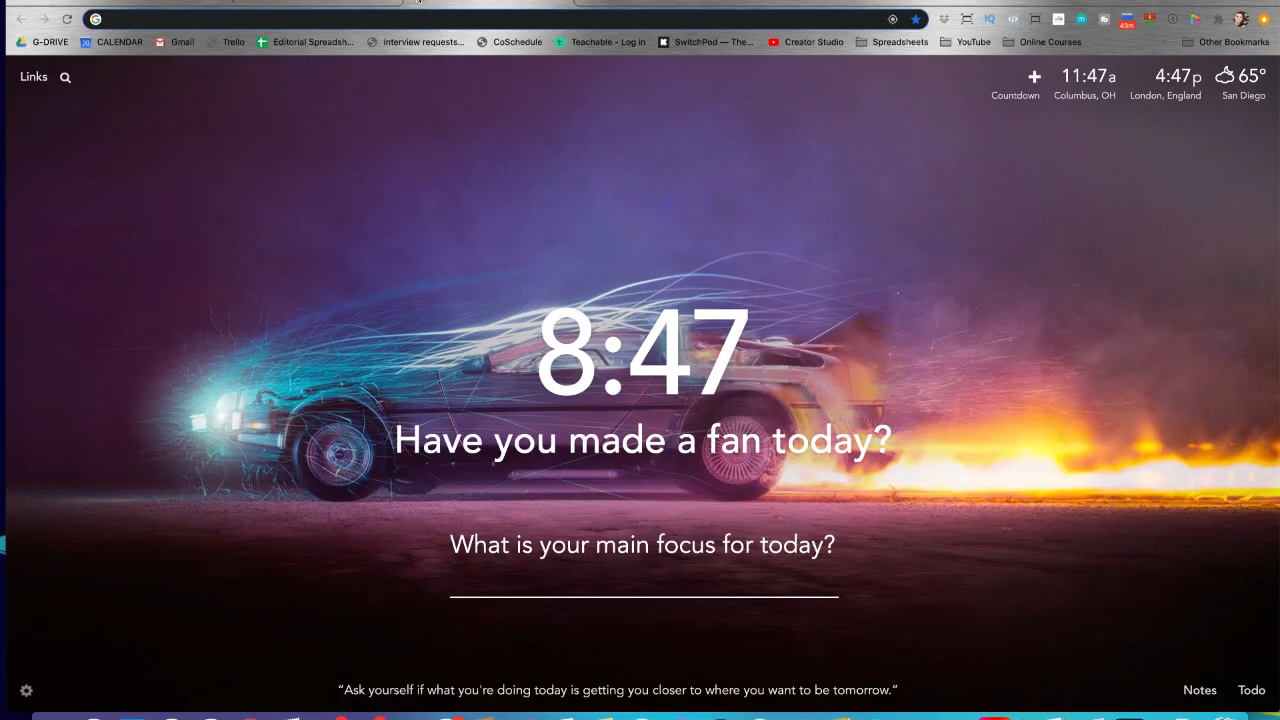 G-DRIVE CALENDAR Gmail Trello Editorial Spreadsh... interview requests... CoSchedule Teachable - Log in SwitchPod — The... Creator Studio Spreadsheets YouTube Online Courses Other Bookmarks
Links
11:47a 4:47p 65°
Countdown Columbus, OH London, England San Diego
8:47
Have you made a fan today?
What is your main focus for today?
“Ask yourself if what you're doing today is getting you closer to where you want to be tomorrow.”
Notes Todo